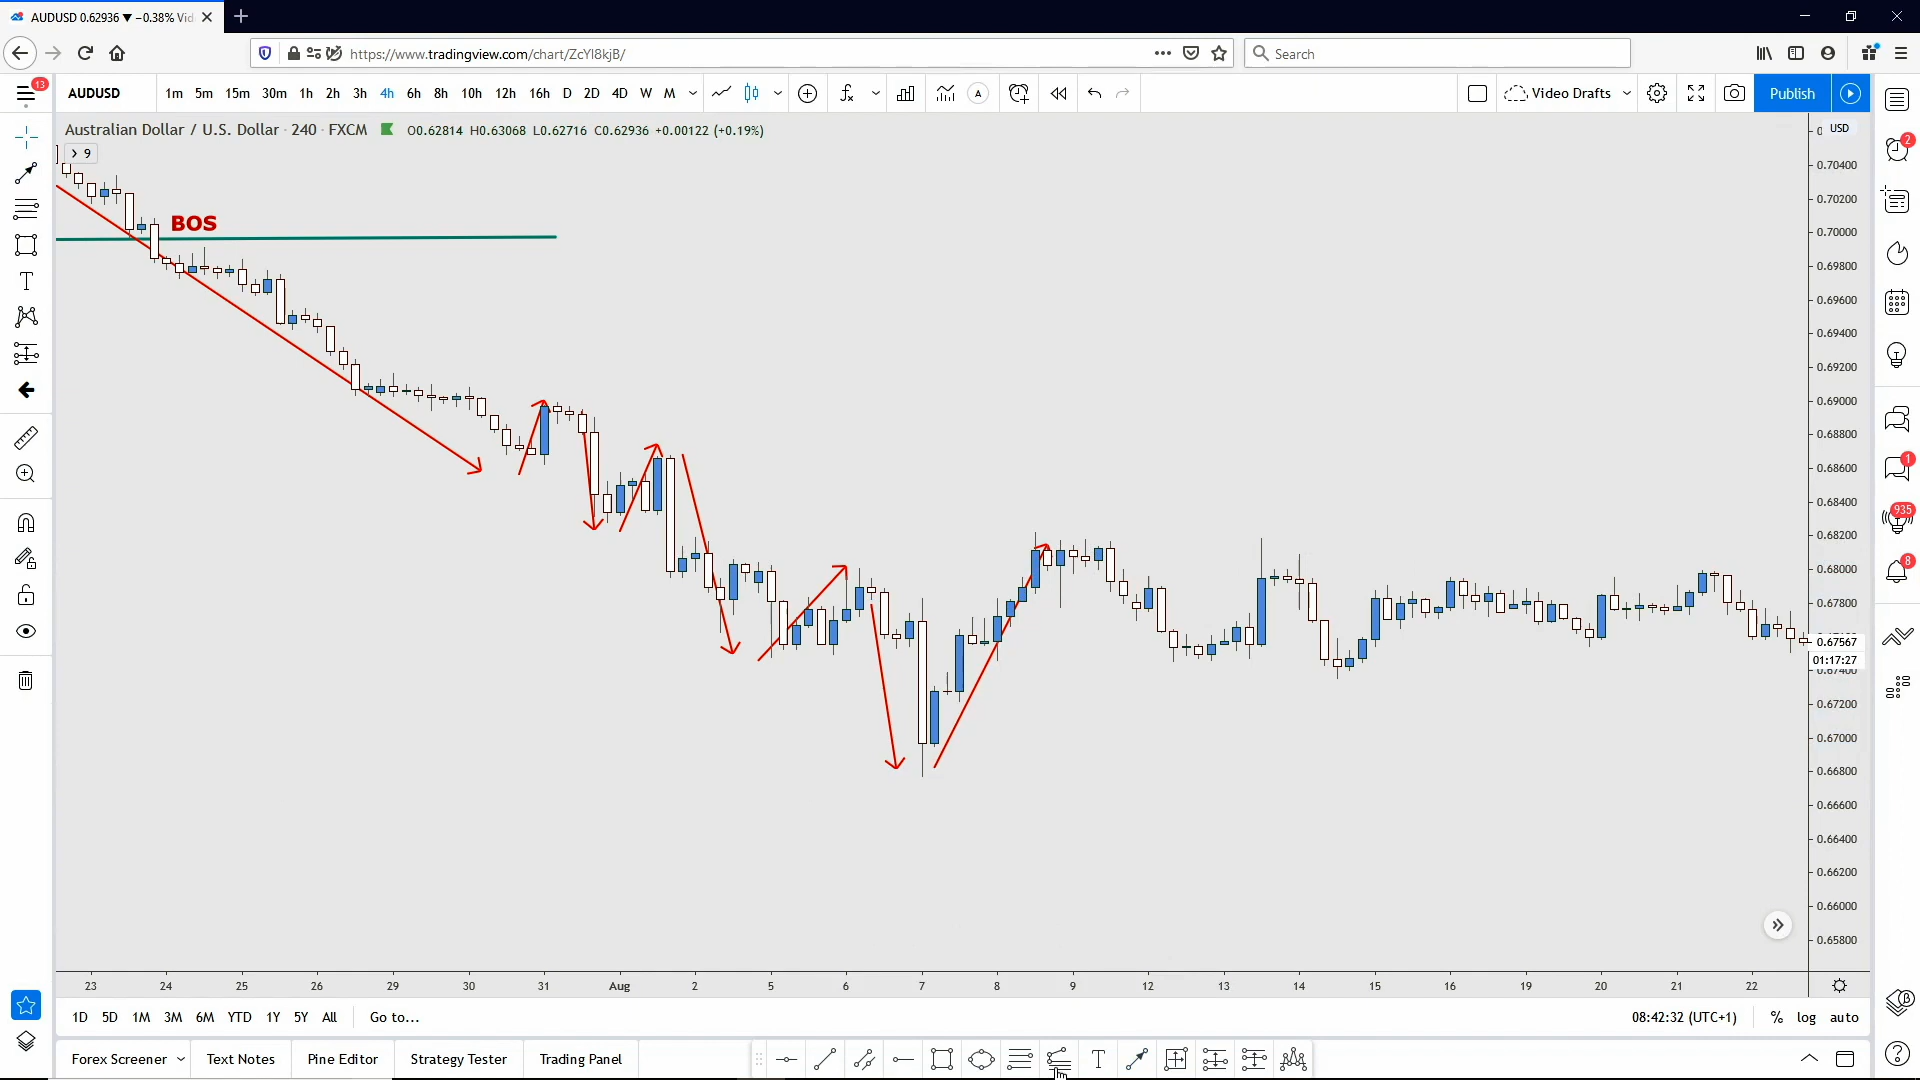 AUDUSD 0.62936 ▼ −0.38% Vid
https://www.tradingview.com/chart/ZcYl8kjB/
Search
13
AUDUSD 1m 5m 15m 30m 1h 2h 3h 4h 6h 8h 10h 12h 16h D 2D 4D W M
A
Video Drafts
Publish
Australian Dollar / U.S. Dollar · 240 · FXCM O0.62814 H0.63068 L0.62716 C0.62936 +0.00122 (+0.19%)
USD
9
2
BOS
0.70400
0.70200
0.70000
0.69800
0.69600
0.69400
0.69200
0.69000
0.68800
0.68600
0.68400
0.68200
0.68000
0.67800
0.67567
01:17:27
0.67400
0.67200
0.67000
0.66800
0.66600
0.66400
0.66200
0.66000
0.65800
1
935
8
23 24 25 26 29 30 31 Aug 2 5 6 7 8 9 12 13 14 15 16 19 20 21 22
1D 5D 1M 3M 6M YTD 1Y 5Y All Go to...
08:42:32 (UTC+1) % log auto
Forex Screener Text Notes Pine Editor Strategy Tester Trading Panel
T